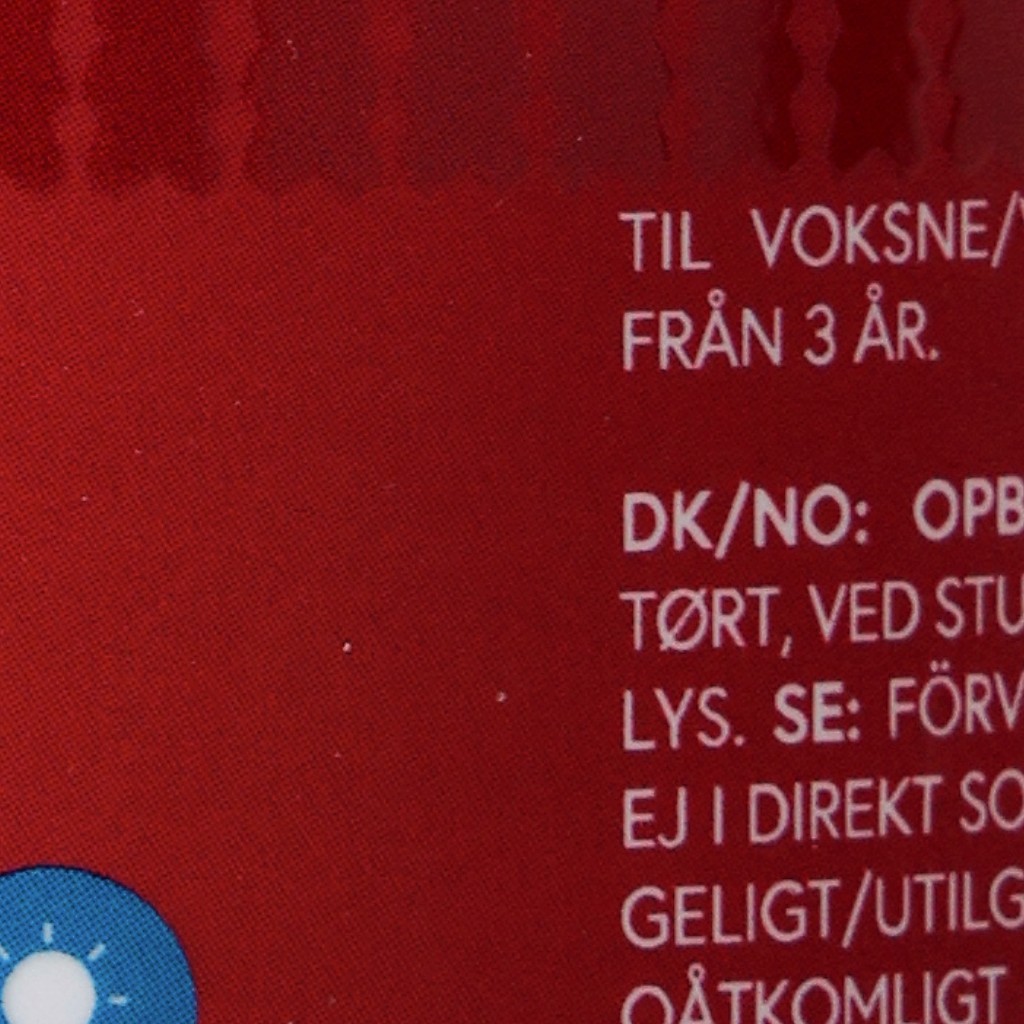 TIL VOKSNE/
FRÅN 3 ÅR.
DK/NO: OPB
TØRT, VED STU
LYS. SE: FÖRV
EJ I DIREKT SO
GELIGT/UTILG
OÅTKOMLIGT